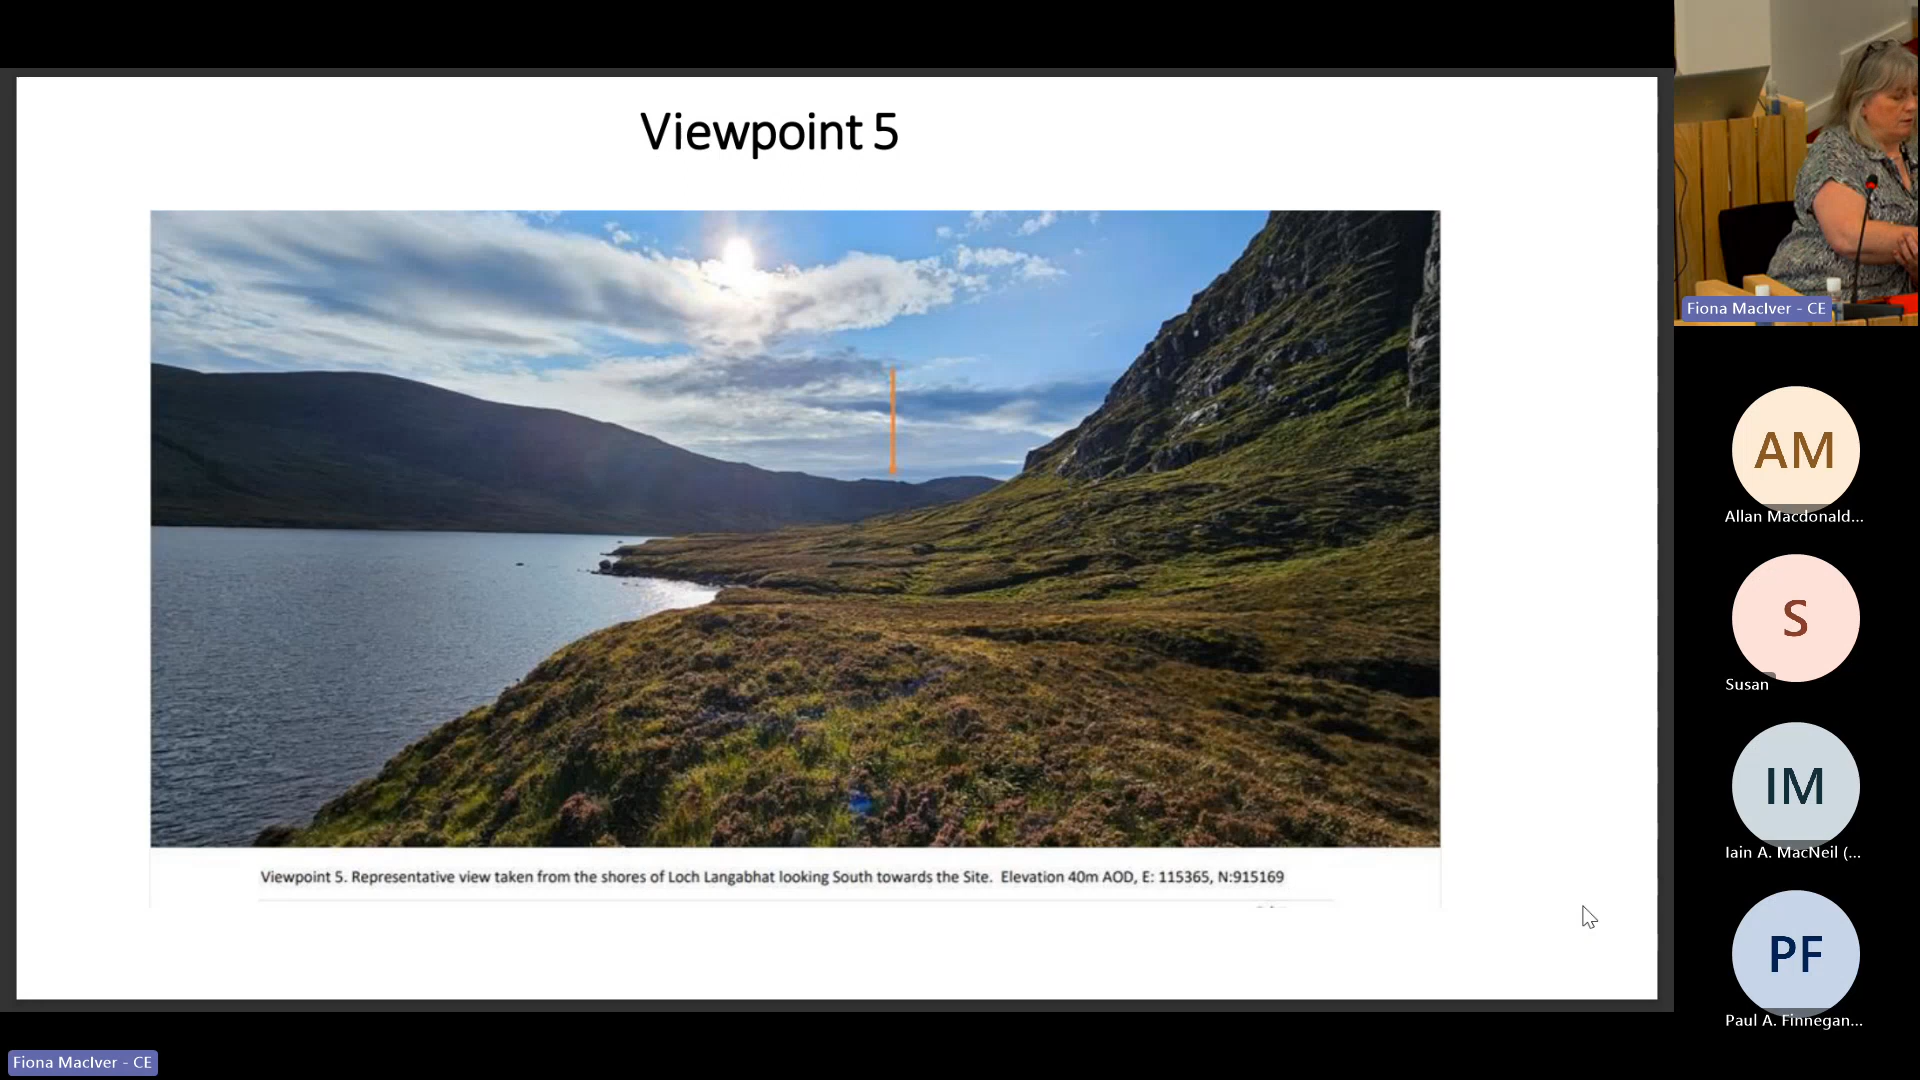 Viewpoint 5
Viewpoint 5. Representative view taken from the shores of Loch Langabhat looking South towards the Site. Elevation 40m AOD, E: 115365, N:915169
Fiona MacIver - CE
AM
Allan Macdonald...
S
Susan
IM
Iain A. MacNeil (...
PF
Paul A. Finnegan...
Fiona MacIver - CE